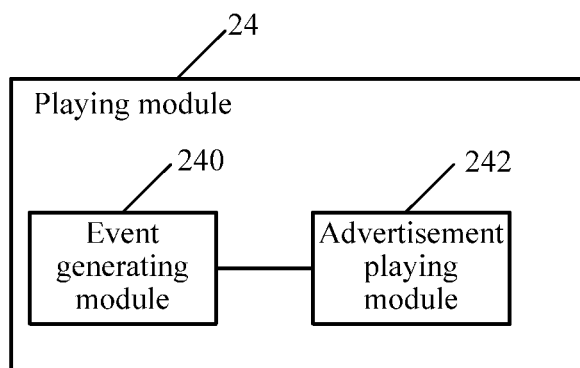 24
Playing module
240
242
Event
generating
module
Advertisement
playing
module